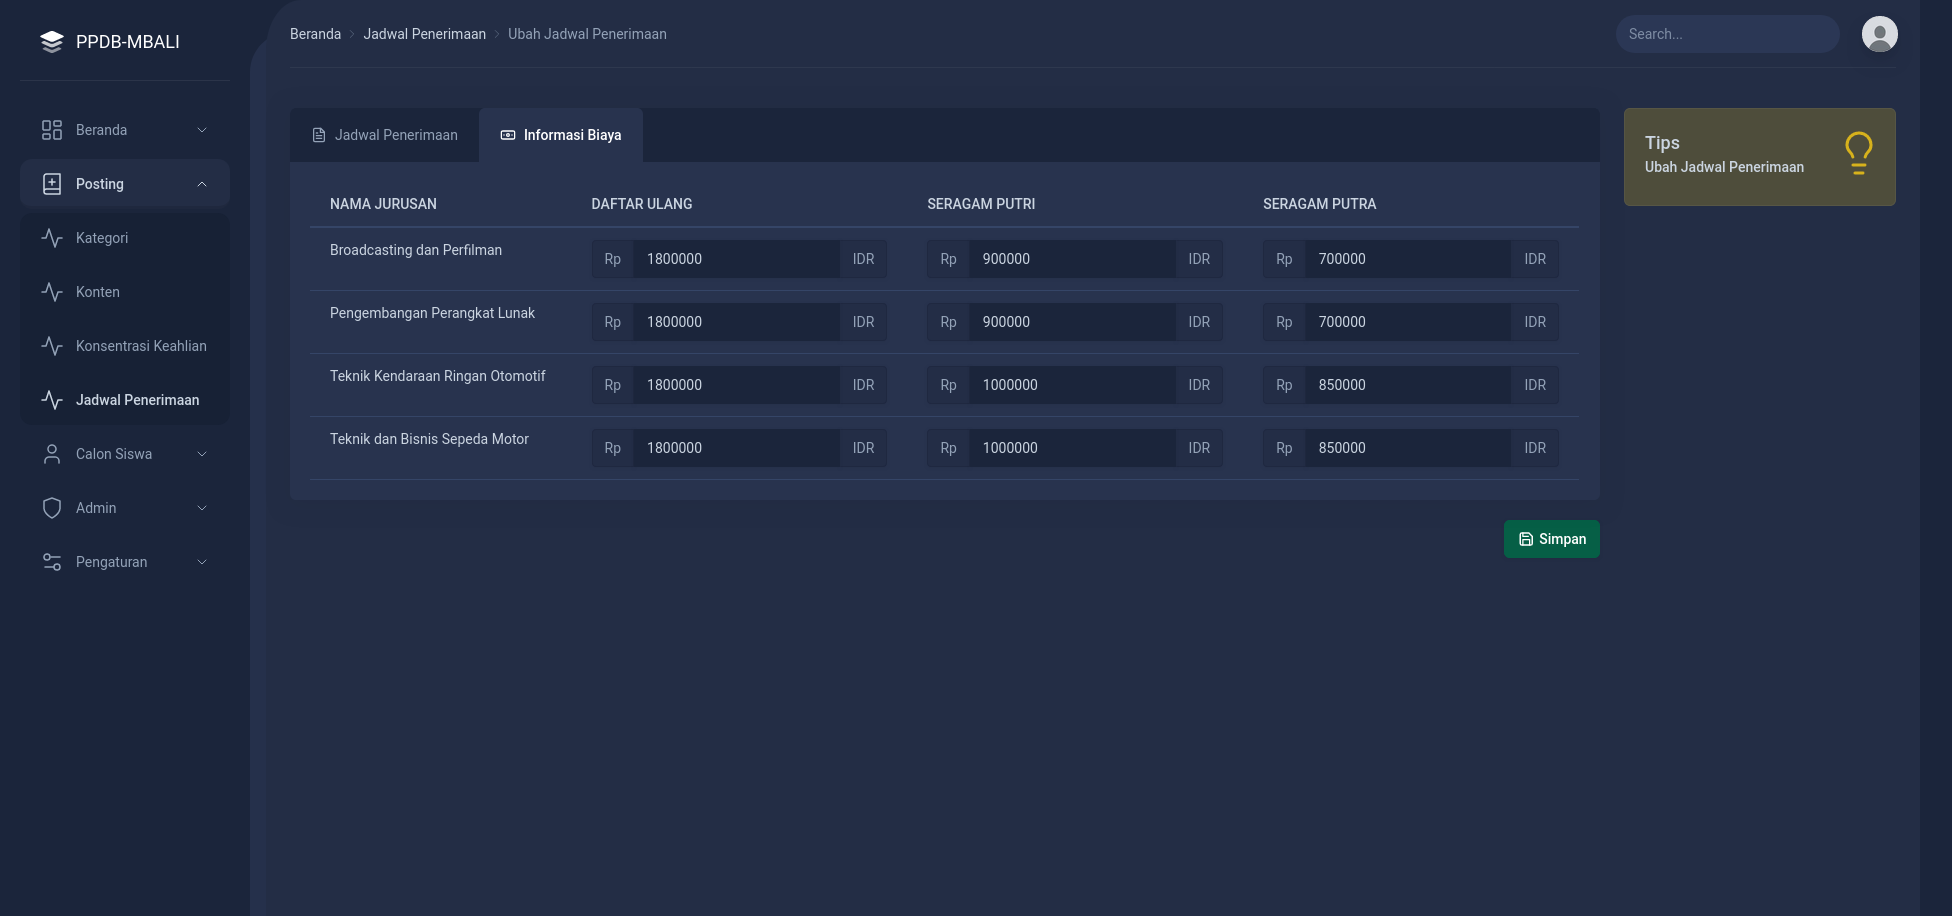 PPDB-MBALI
Beranda
Posting
Kategori
Konten
Konsentrasi Keahlian
Jadwal Penerimaan
Calon Siswa
Admin
Pengaturan
Beranda Jadwal Penerimaan Ubah Jadwal Penerimaan
Search...
Jadwal Penerimaan Informasi Biaya
NAMA JURUSAN DAFTAR ULANG SERAGAM PUTRI SERAGAM PUTRA
Broadcasting dan Perfilman Rp 1800000 IDR Rp 900000 IDR Rp 700000 IDR
Pengembangan Perangkat Lunak Rp 1800000 IDR Rp 900000 IDR Rp 700000 IDR
Teknik Kendaraan Ringan Otomotif Rp 1800000 IDR Rp 1000000 IDR Rp 850000 IDR
Teknik dan Bisnis Sepeda Motor Rp 1800000 IDR Rp 1000000 IDR Rp 850000 IDR
Simpan
Tips
Ubah Jadwal Penerimaan